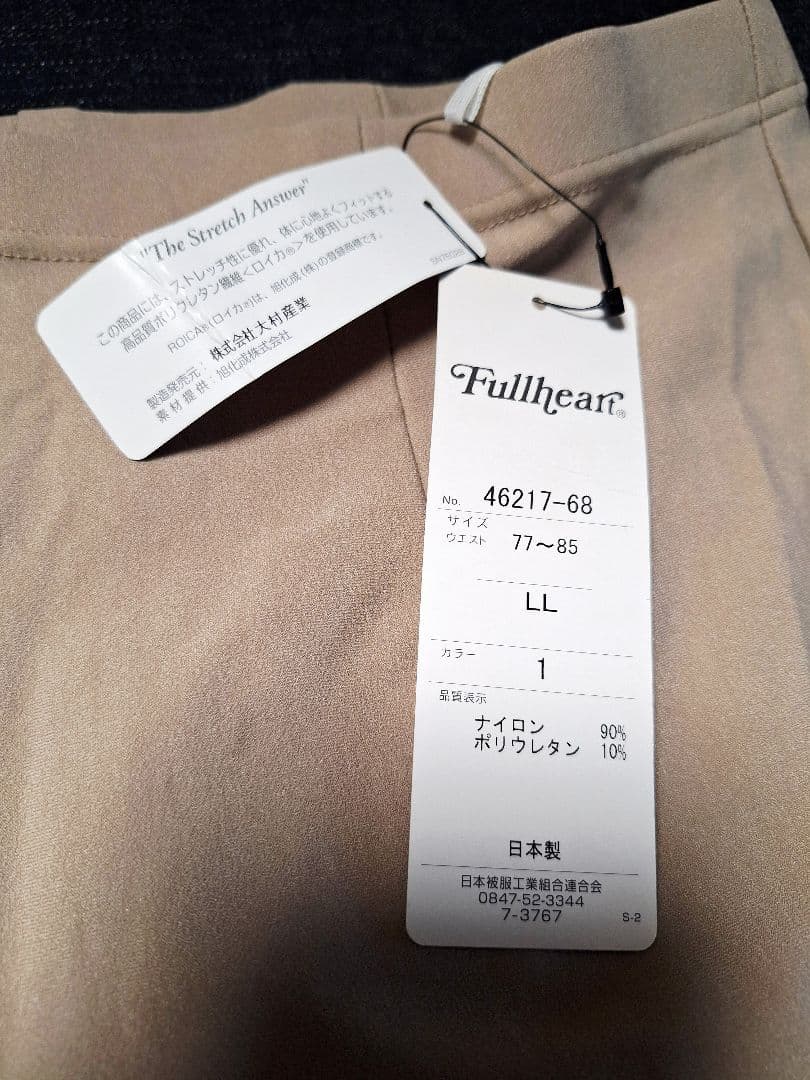 "The Stretch Answer"
この商品には、ストレッチ性に優れ、体に心地よくフィットする
高品質ポリウレタン繊維<ロイカ®>を使用しています。
ROICA®(ロイカ®)は、旭化成(株)の登録商標です。
製造発売元：株式会社大村産業
素材提供：旭化成株式会社
Fullheart®
No. 46217-68
サイズ
ウエスト 77～85
LL
カラー
1
品質表示
ナイロン 90%
ポリウレタン 10%
日本製
日本被服工業組合連合会
0847-52-3344
7-3767
S-2